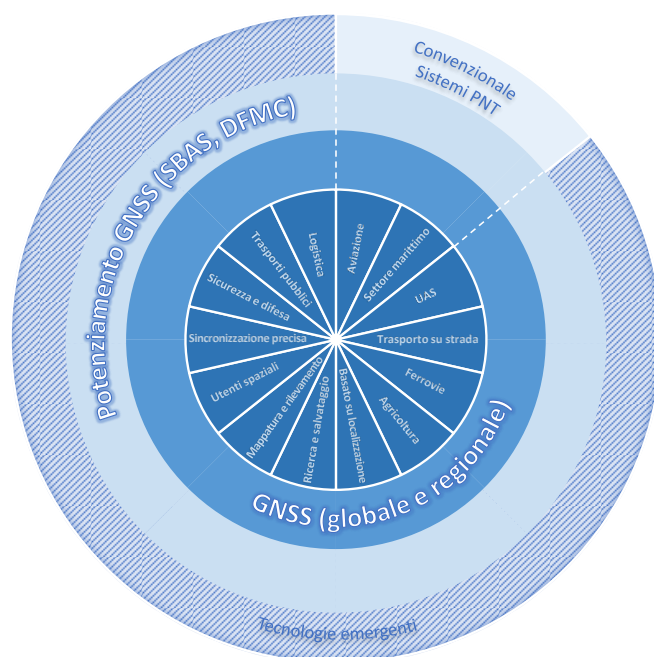 Convenzionale
Sistemi PNT
Potenziamento GNSS (SBAS, DFMC)
Logistica
Aviazione
Trasporti pubblici
Settore marittimo
Sicurezza e difesa
UAS
Sincronizzazione precisa
Trasporto su strada
Utenti spaziali
Ferrovie
Mappatura e rilevamento
Agricoltura
Ricerca e salvataggio
Basato su localizzazione
GNSS (globale e regionale)
Tecnologie emergenti